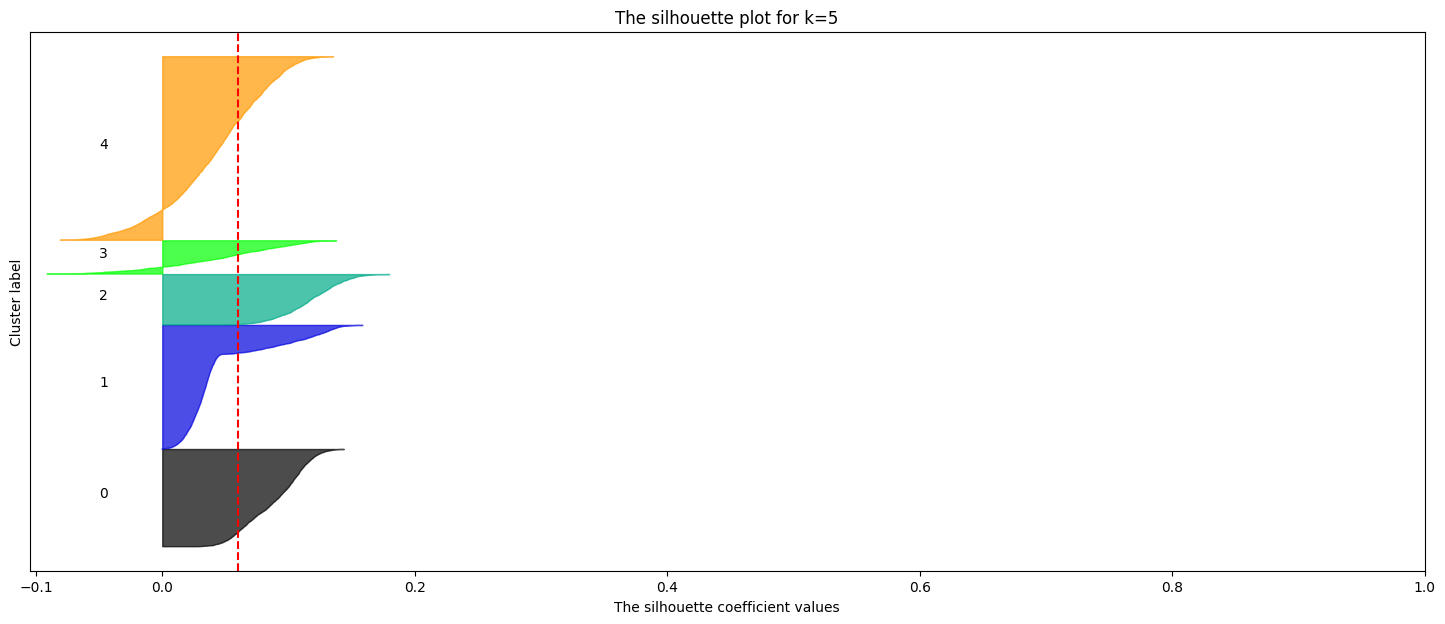 The silhouette plot for k=5
Cluster label
4
3
2
1
0
−0.1 0.0 0.2 0.4 0.6 0.8 1.0
The silhouette coefficient values